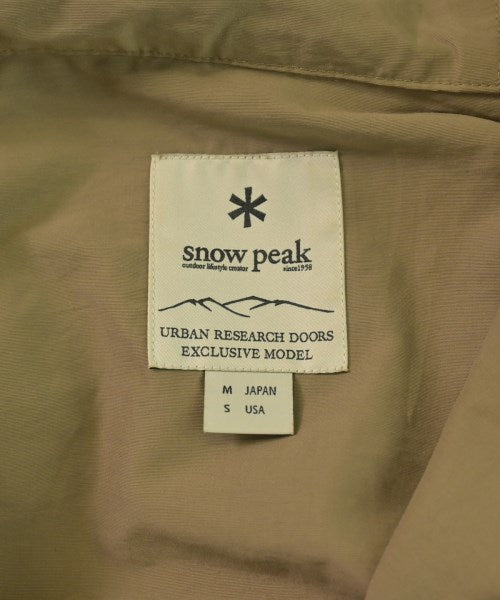 snow peak
outdoor lifestyle creator since1958
URBAN RESEARCH DOORS
EXCLUSIVE MODEL
M JAPAN
S USA